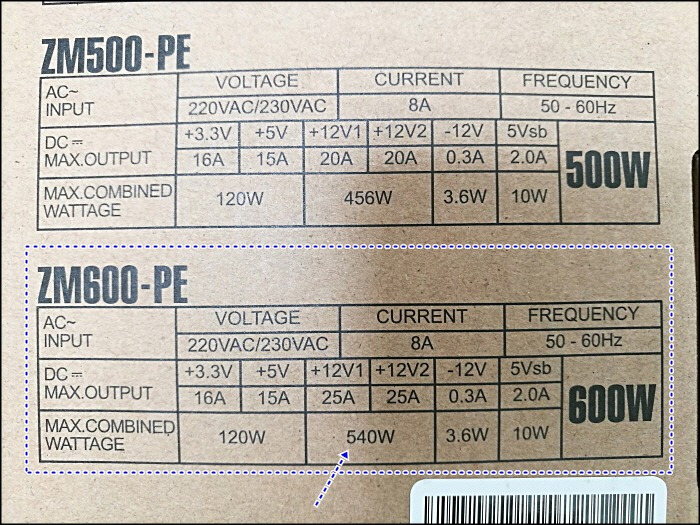 ZM500-PE
AC~ INPUT VOLTAGE CURRENT FREQUENCY
220VAC/230VAC 8A 50 - 60Hz
DC⎓ MAX.OUTPUT +3.3V +5V +12V1 +12V2 -12V 5Vsb 500W
16A 15A 20A 20A 0.3A 2.0A
MAX.COMBINED WATTAGE 120W 456W 3.6W 10W
ZM600-PE
AC~ INPUT VOLTAGE CURRENT FREQUENCY
220VAC/230VAC 8A 50 - 60Hz
DC⎓ MAX.OUTPUT +3.3V +5V +12V1 +12V2 -12V 5Vsb 600W
16A 15A 25A 25A 0.3A 2.0A
MAX.COMBINED WATTAGE 120W 540W 3.6W 10W